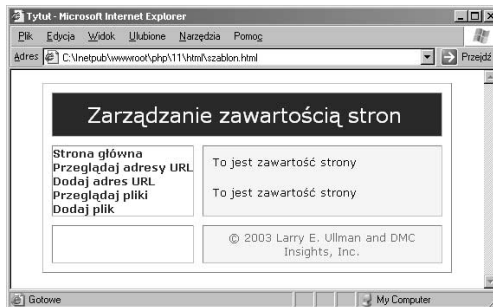 Tytuł - Microsoft Internet Explorer
Plik Edycja Widok Ulubione Narzędzia Pomoc
Adres C:\Inetpub\wwwroot\php\11\html\szablon.html Przejdź
Zarządzanie zawartością stron
Strona główna
Przeglądaj adresy URL
Dodaj adres URL
Przeglądaj pliki
Dodaj plik
To jest zawartość strony
To jest zawartość strony
© 2003 Larry E. Ullman and DMC
Insights, Inc.
Gotowe My Computer